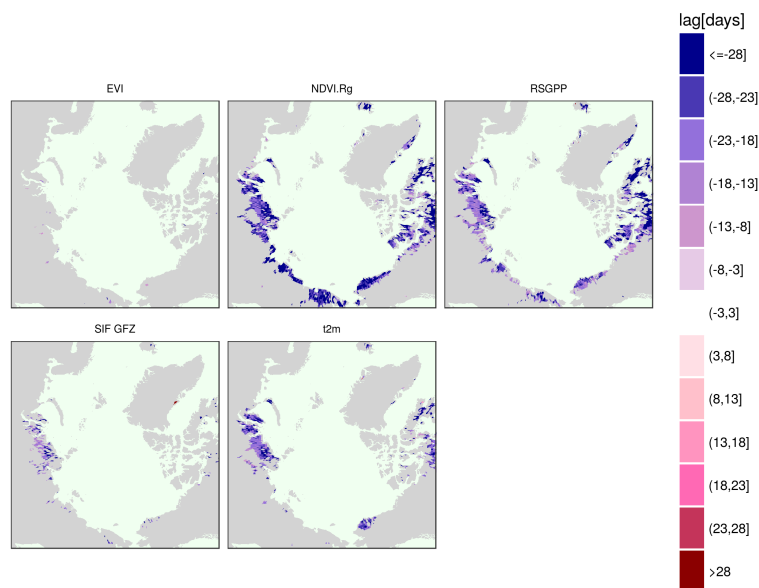 lag[days]
<=-28]
(-28,-23]
(-23,-18]
(-18,-13]
(-13,-8]
(-8,-3]
(-3,3]
(3,8]
(8,13]
(13,18]
(18,23]
(23,28]
>28
EVI
NDVI.Rg
RSGPP
SIF GFZ
t2m